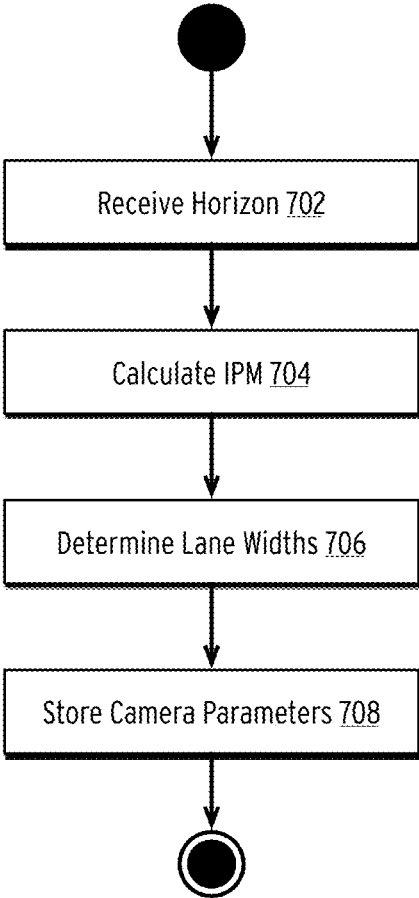 Receive Horizon 702
Calculate IPM 704
Determine Lane Widths 706
Store Camera Parameters 708